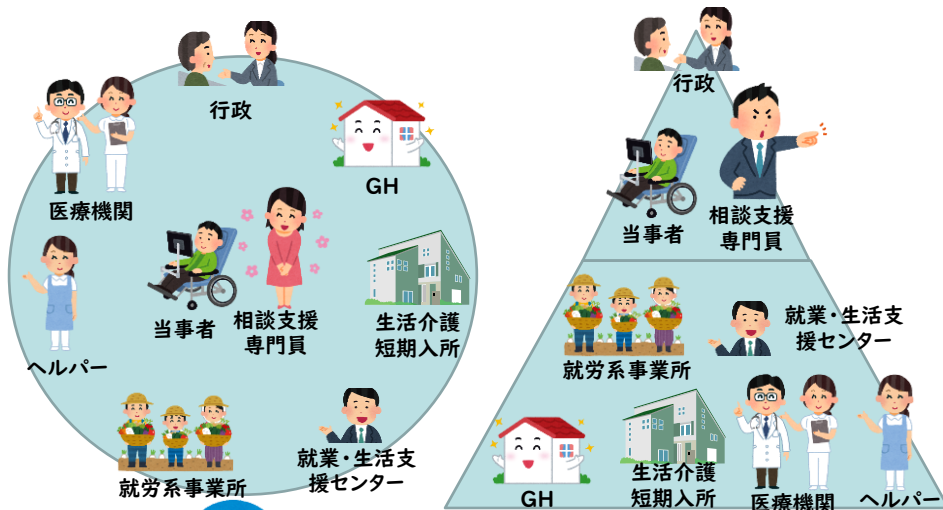 行政
GH
医療機関
当事者
相談支援
専門員
生活介護
短期入所
ヘルパー
就労系事業所
就業・生活支
援センター
行政
当事者
相談支援
専門員
就労系事業所
就業・生活支
援センター
GH
生活介護
短期入所
医療機関
ヘルパー